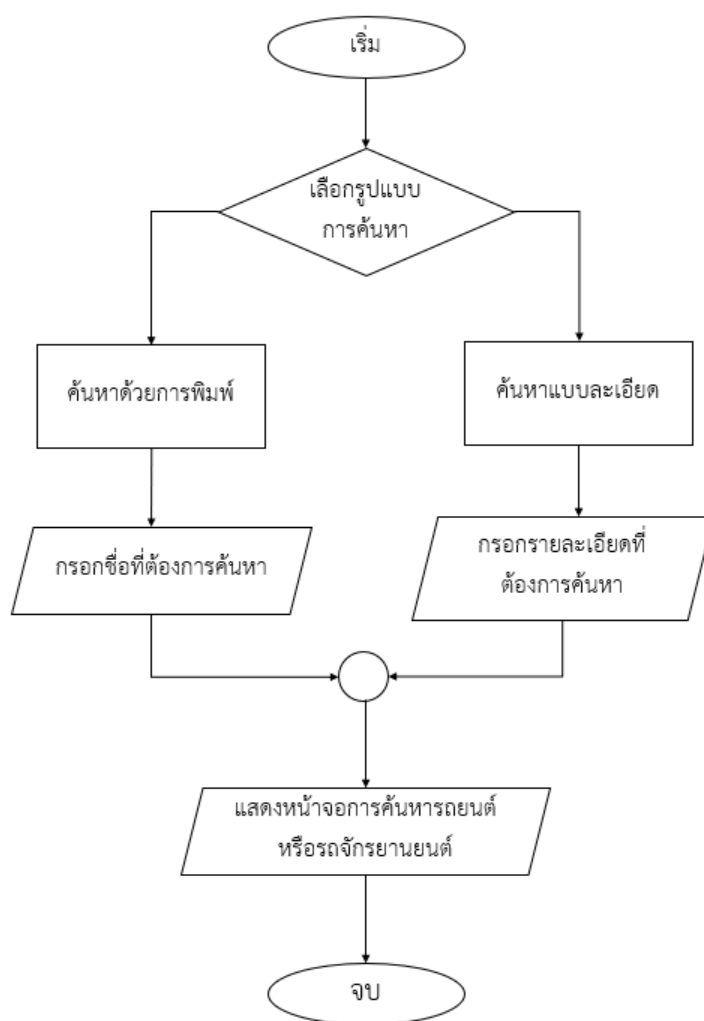 เริ่ม
เลือกรูปแบบ
การค้นหา
ค้นหาด้วยการพิมพ์
ค้นหาแบบละเอียด
กรอกชื่อที่ต้องการค้นหา
กรอกรายละเอียดที่
ต้องการค้นหา
แสดงหน้าจอการค้นหารถยนต์
หรือรถจักรยานยนต์
จบ